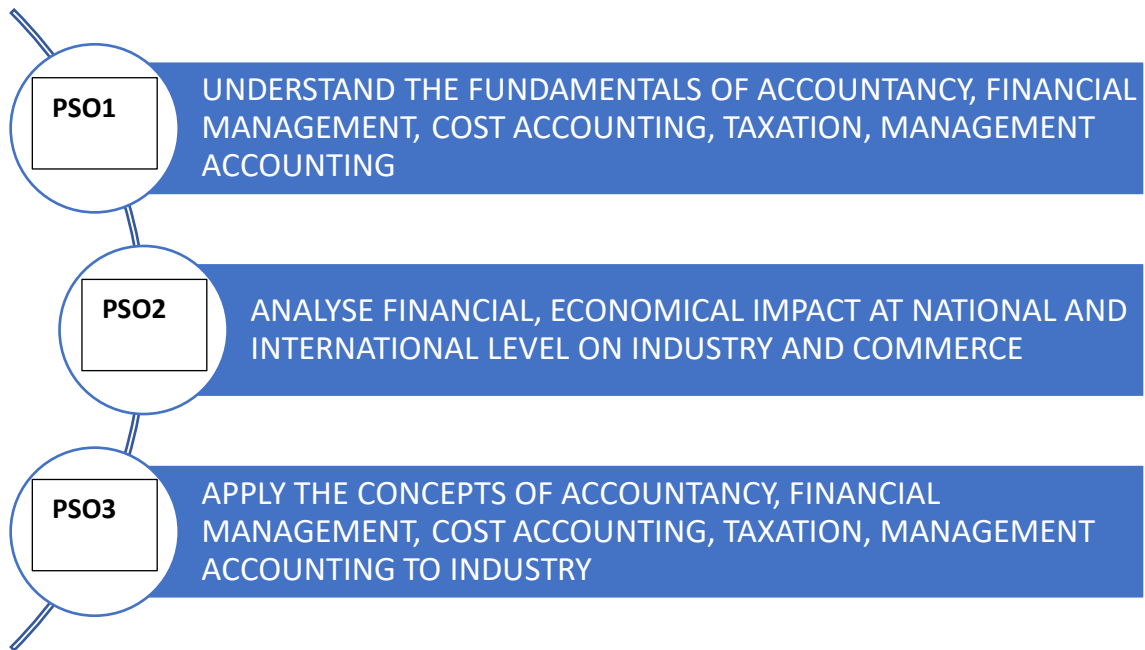 PSO1
UNDERSTAND THE FUNDAMENTALS OF ACCOUNTANCY, FINANCIAL
MANAGEMENT, COST ACCOUNTING, TAXATION, MANAGEMENT
ACCOUNTING
PSO2
ANALYSE FINANCIAL, ECONOMICAL IMPACT AT NATIONAL AND
INTERNATIONAL LEVEL ON INDUSTRY AND COMMERCE
PSO3
APPLY THE CONCEPTS OF ACCOUNTANCY, FINANCIAL
MANAGEMENT, COST ACCOUNTING, TAXATION, MANAGEMENT
ACCOUNTING TO INDUSTRY